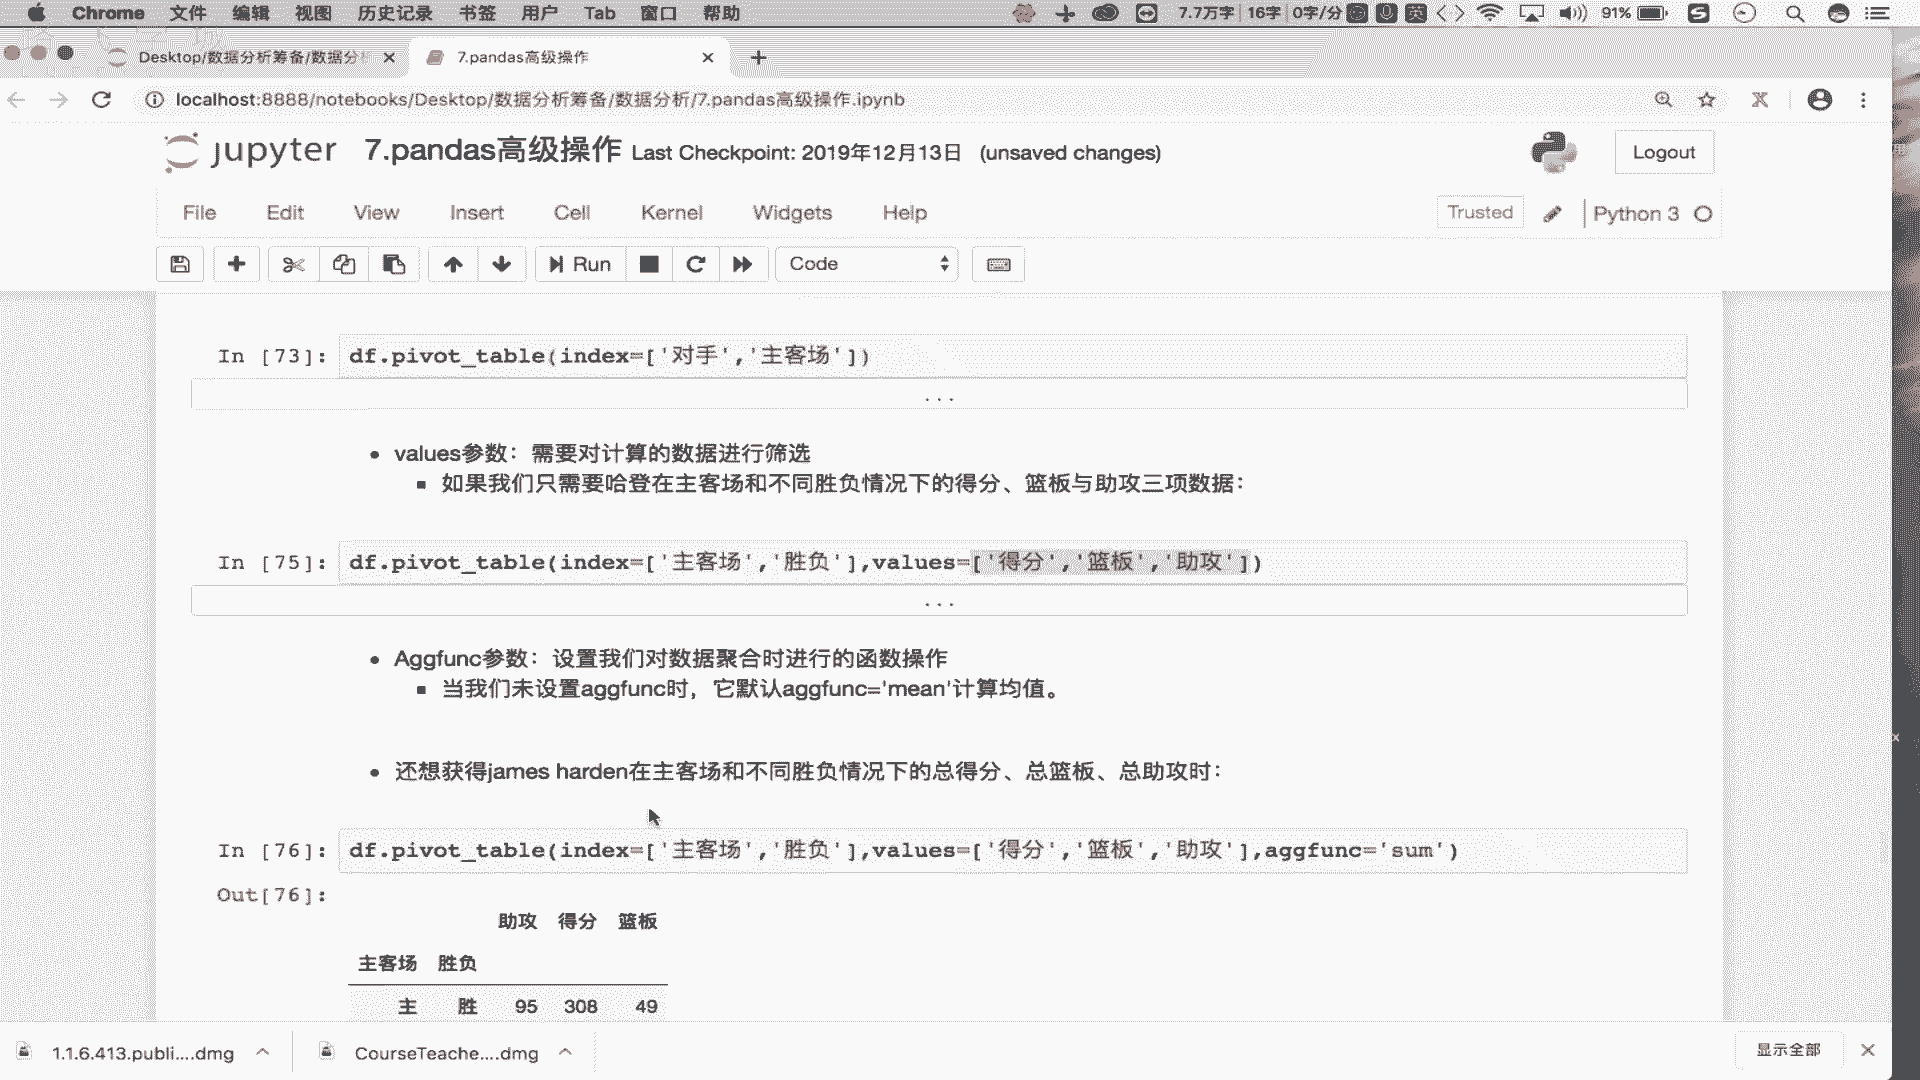 Chrome 文件 编辑 视图 历史记录 书签 用户 Tab 窗口 帮助 7.7万字 16字 0字/分 英 91%
Desktop/数据分析筹备/数据分析 7.pandas高级操作
localhost:8888/notebooks/Desktop/数据分析筹备/数据分析/7.pandas高级操作.ipynb
jupyter 7.pandas高级操作 Last Checkpoint: 2019年12月13日 (unsaved changes) Logout
File Edit View Insert Cell Kernel Widgets Help Trusted Python 3
Run Code
In [73]: df.pivot_table(index=['对手','主客场'])
...
values参数：需要对计算的数据进行筛选
如果我们只需要哈登在主客场和不同胜负情况下的得分、篮板与助攻三项数据：
In [75]: df.pivot_table(index=['主客场','胜负'],values=['得分','篮板','助攻'])
...
Aggfunc参数：设置我们对数据聚合时进行的函数操作
当我们未设置aggfunc时，它默认aggfunc='mean'计算均值。
还想获得james harden在主客场和不同胜负情况下的总得分、总篮板、总助攻时：
In [76]: df.pivot_table(index=['主客场','胜负'],values=['得分','篮板','助攻'],aggfunc='sum')
Out[76]:
助攻 得分 篮板
主客场 胜负
主 胜 95 308 49
1.1.6.413.publi....dmg CourseTeache....dmg 显示全部